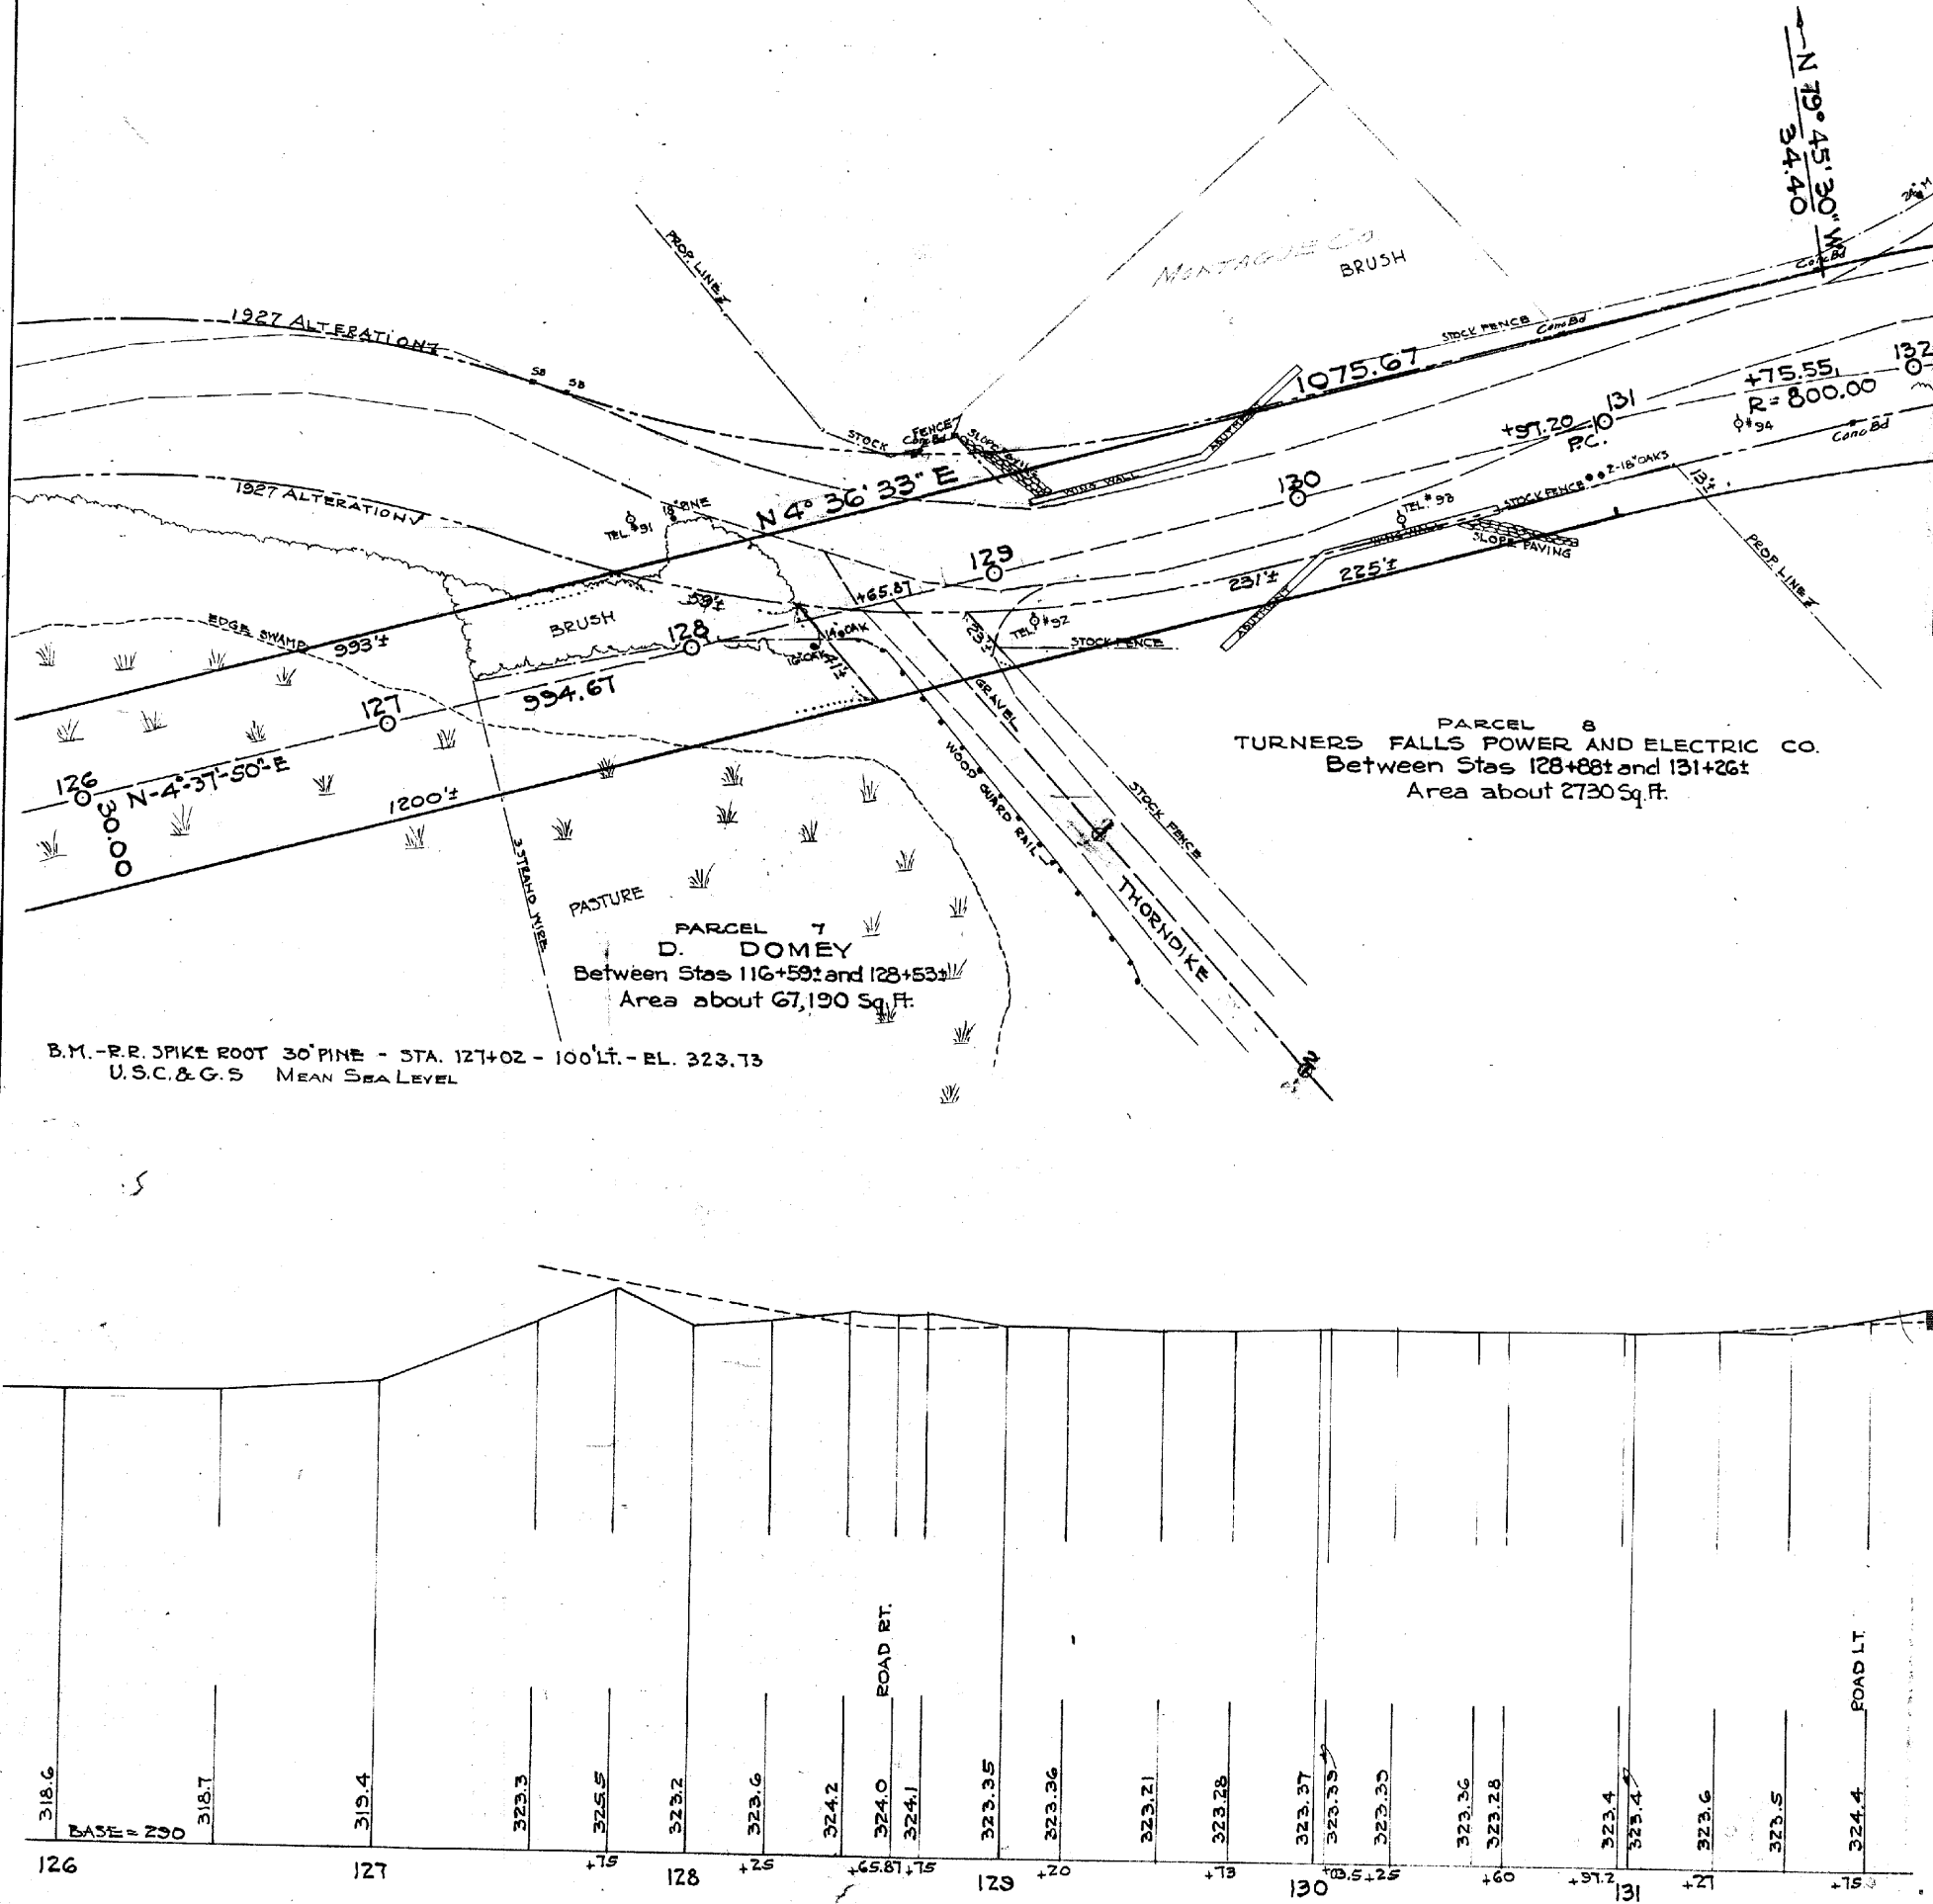 N 79° 45' 30" W
34.40
PROP. LINE
MONTAGUE CO
BRUSH
Conc Bd
1927 ALTERATION
STOCK FENCE
Conc Bd
132
1075.67
+75.55
R = 800.00
SB
SB
131
+97.20
P.C.
#94
Conc Bd
STOCK
FENCE
Conc Bd
SLOPE PAVING
ABUTMENT
WING WALL
130
2-18" OAKS
STOCK FENCE
13'±
1927 ALTERATION
N 4° 36' 33" E
18" PINE
TEL. #91
TEL. #93
WING WALL
SLOPE PAVING
PROP. LINE
129
231'±
225'±
+65.87
59'±
ABUTMENT
BRUSH
128
TEL #92
STOCK FENCE
23'±
14" OAK
16" OAK
41'±
EDGE SWAMP
993'±
994.67
127
GRAVEL
126
N-4°-37'-50"-E
30.00
1200'±
WOOD GUARD RAIL
STOCK FENCE
THORNDIKE
3 STRAND WIRE
PASTURE
PARCEL 8
TURNERS FALLS POWER AND ELECTRIC CO.
Between Stas 128+88± and 131+26±
Area about 2730 Sq. Ft.
PARCEL 7
D. DOMEY
Between Stas 116+59± and 128+53±
Area about 67,190 Sq. Ft.
B.M. - R.R. SPIKE ROOT 30" PINE - STA. 127+02 - 100' LT. - EL. 323.73
U.S.C. & G.S MEAN SEA LEVEL
ROAD RT.
ROAD LT.
318.6 318.7 319.4 323.3 325.5 323.2 323.6 324.2 324.0 324.1 323.35 323.36 323.21 323.28 323.37 323.39 323.39 323.36 323.28 323.4 323.4 323.6 323.5 324.4
BASE = 290
126 127 +75 128 +25 +65.87 +75 129 +20 +73 130 +03.5 +25 +60 +97.2 131 +27 +75